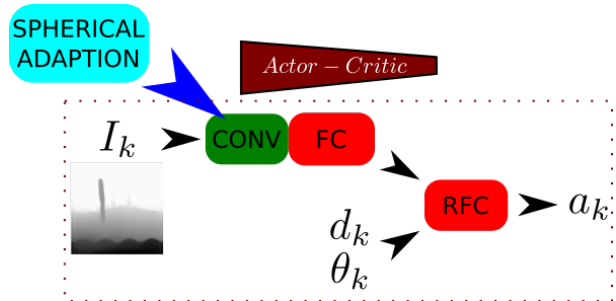 SPHERICAL
ADAPTION
Actor – Critic
I_k
CONV
FC
d_k
θ_k
RFC
a_k